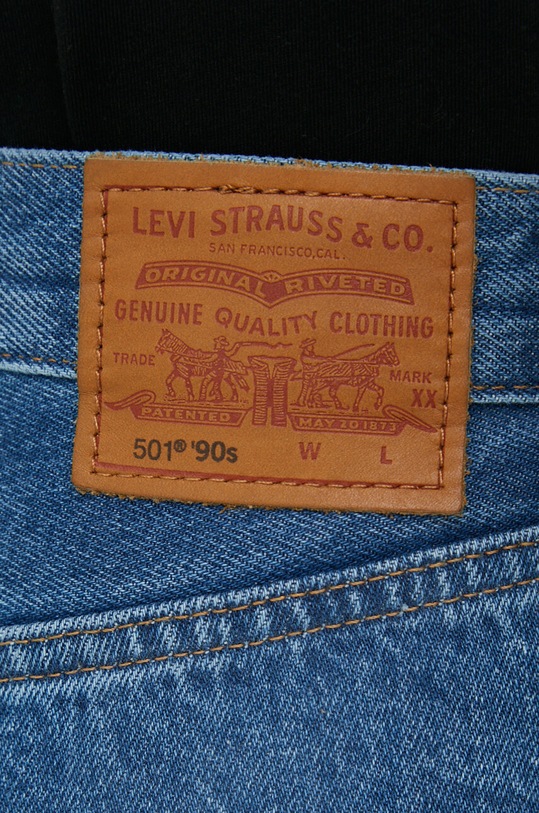 LEVI STRAUSS & CO.
SAN FRANCISCO, CAL.
ORIGINAL RIVETED
GENUINE QUALITY CLOTHING
TRADE MARK
XX
PATENTED MAY 20 1873
501® '90s W L